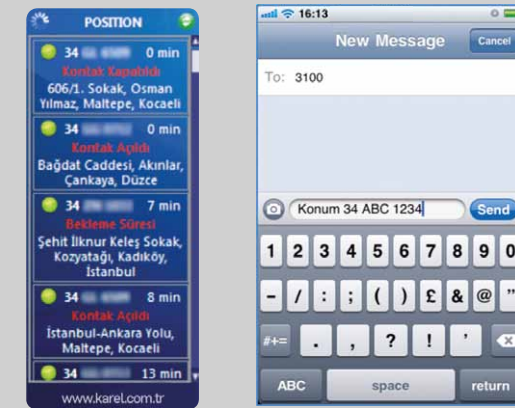 POSITION
34 0 min
Kontak Kapatıldı
606/1. Sokak, Osman
Yılmaz, Maltepe, Kocaeli
34 0 min
Kontak Açıldı
Bağdat Caddesi, Akınlar,
Çankaya, Düzce
34 7 min
Bekleme Süresi
Şehit İlknur Keleş Sokak,
Kozyatağı, Kadıköy,
İstanbul
34 8 min
Kontak Açıldı
İstanbul-Ankara Yolu,
Maltepe, Kocaeli
34 13 min
www.karel.com.tr
16:13
New Message
Cancel
To: 3100
Konum 34 ABC 1234
Send
1 2 3 4 5 6 7 8 9 0
- / : ; ( ) £ & @ "
#+= . , ? ! '
ABC space return